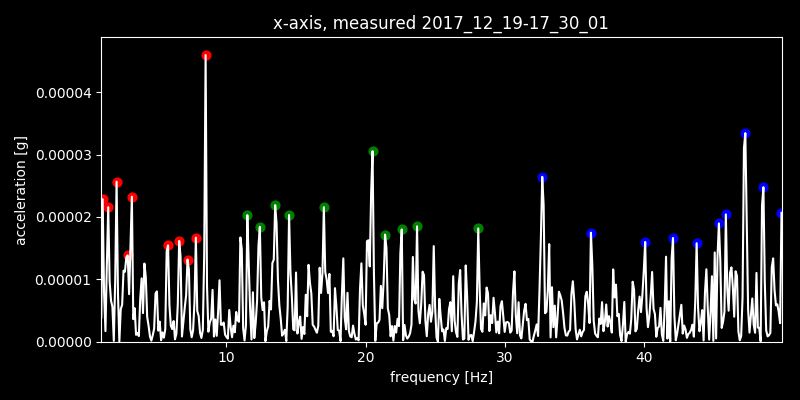 x-axis, measured 2017_12_19-17_30_01
acceleration [g]
0.00004
0.00003
0.00002
0.00001
0.00000
10 20 30 40
frequency [Hz]